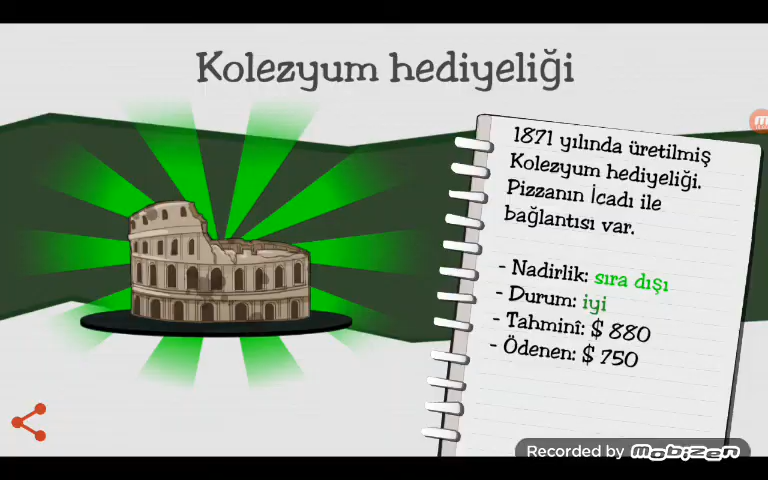 Kolezyum hediyeliği
1871 yılında üretilmiş
Kolezyum hediyeliği.
Pizzanın İcadı ile
bağlantısı var.
- Nadirlik: sıra dışı
- Durum: iyi
- Tahminî: $ 880
- Ödenen: $ 750
Recorded by mobizen